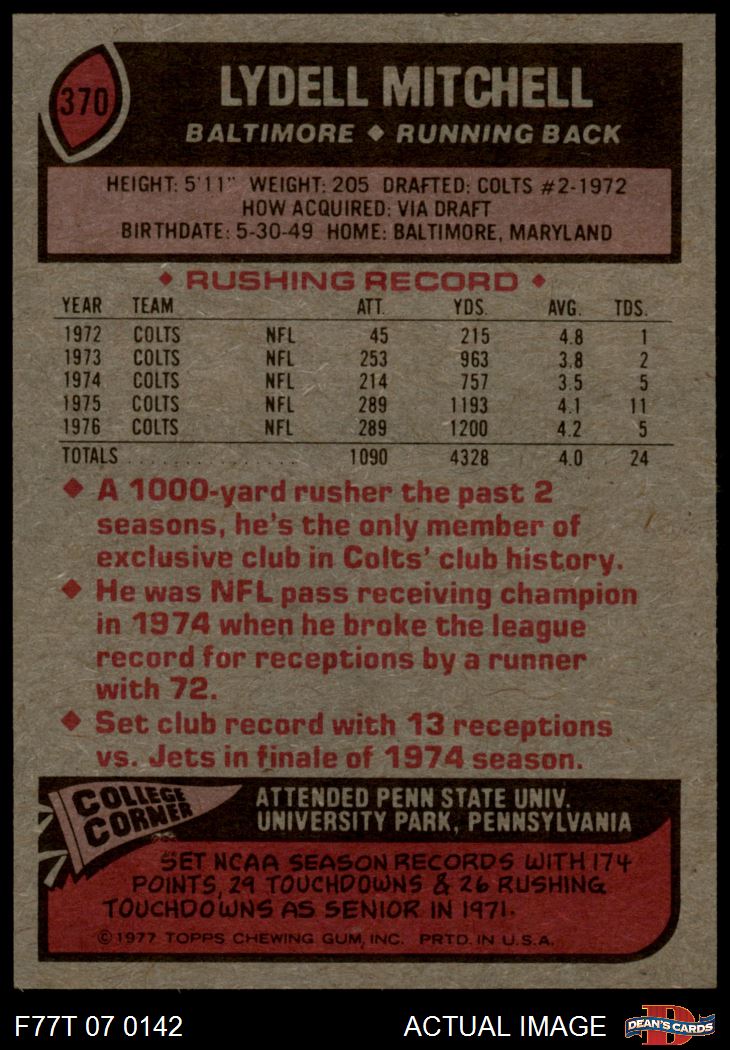 370
LYDELL MITCHELL
BALTIMORE ◆ RUNNING BACK
HEIGHT: 5'11" WEIGHT: 205 DRAFTED: COLTS #2-1972
HOW ACQUIRED: VIA DRAFT
BIRTHDATE: 5-30-49 HOME: BALTIMORE, MARYLAND
◆ RUSHING RECORD ◆
YEAR TEAM ATT. YDS. AVG. TDS.
1972 COLTS NFL 45 215 4.8 1
1973 COLTS NFL 253 963 3.8 2
1974 COLTS NFL 214 757 3.5 5
1975 COLTS NFL 289 1193 4.1 11
1976 COLTS NFL 289 1200 4.2 5
TOTALS . . . . . . . . . . . . . . . . 1090 4328 4.0 24
◆ A 1000-yard rusher the past 2
seasons, he's the only member of
exclusive club in Colts' club history.
◆ He was NFL pass receiving champion
in 1974 when he broke the league
record for receptions by a runner
with 72.
◆ Set club record with 13 receptions
vs. Jets in finale of 1974 season.
COLLEGE
CORNER
ATTENDED PENN STATE UNIV.
UNIVERSITY PARK, PENNSYLVANIA
SET NCAA SEASON RECORDS WITH 174
POINTS, 29 TOUCHDOWNS & 26 RUSHING
TOUCHDOWNS AS SENIOR IN 1971.
©1977 TOPPS CHEWING GUM, INC. PRTD. IN U.S.A.
F77T 07 0142
ACTUAL IMAGE
D
DEAN'S CARDS